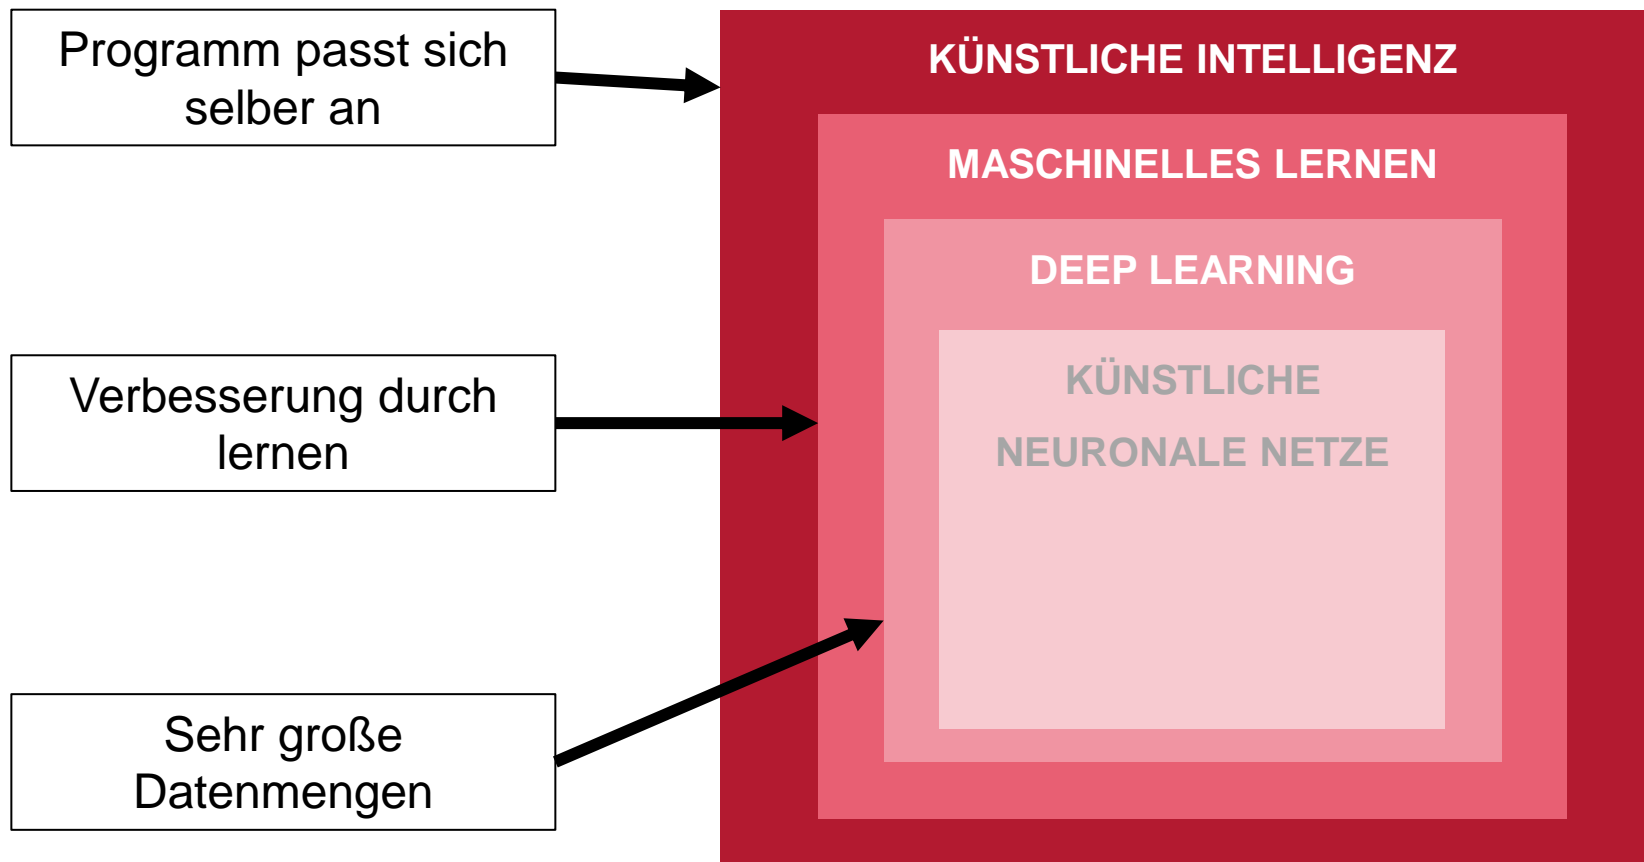 Programm passt sich
selber an
Verbesserung durch
lernen
Sehr große
Datenmengen
KÜNSTLICHE INTELLIGENZ
MASCHINELLES LERNEN
DEEP LEARNING
KÜNSTLICHE
NEURONALE NETZE